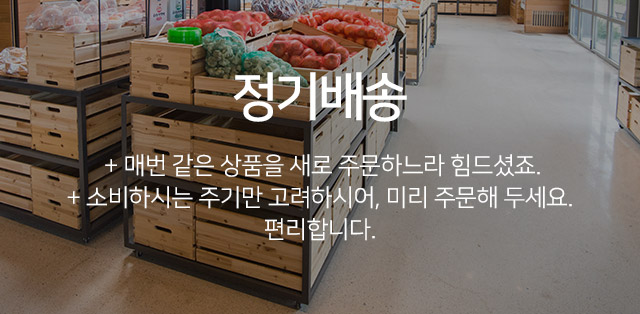 정기배송
+ 매번 같은 상품을 새로 주문하느라 힘드셨죠.
+ 소비하시는 주기만 고려하시어, 미리 주문해 두세요.
편리합니다.